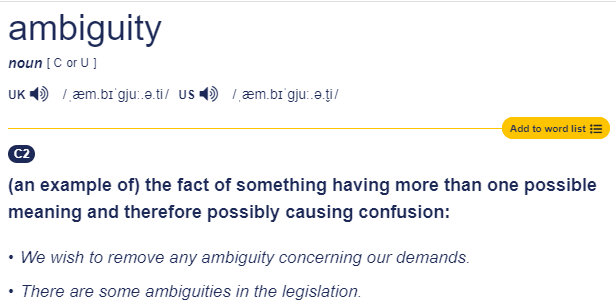 ambiguity
noun [ C or U ]
UK /ˌæm.bɪˈɡjuː.ə.ti/ US /ˌæm.bɪˈɡjuː.ə.t̬i/
Add to word list
C2
(an example of) the fact of something having more than one possible
meaning and therefore possibly causing confusion:
• We wish to remove any ambiguity concerning our demands.
• There are some ambiguities in the legislation.